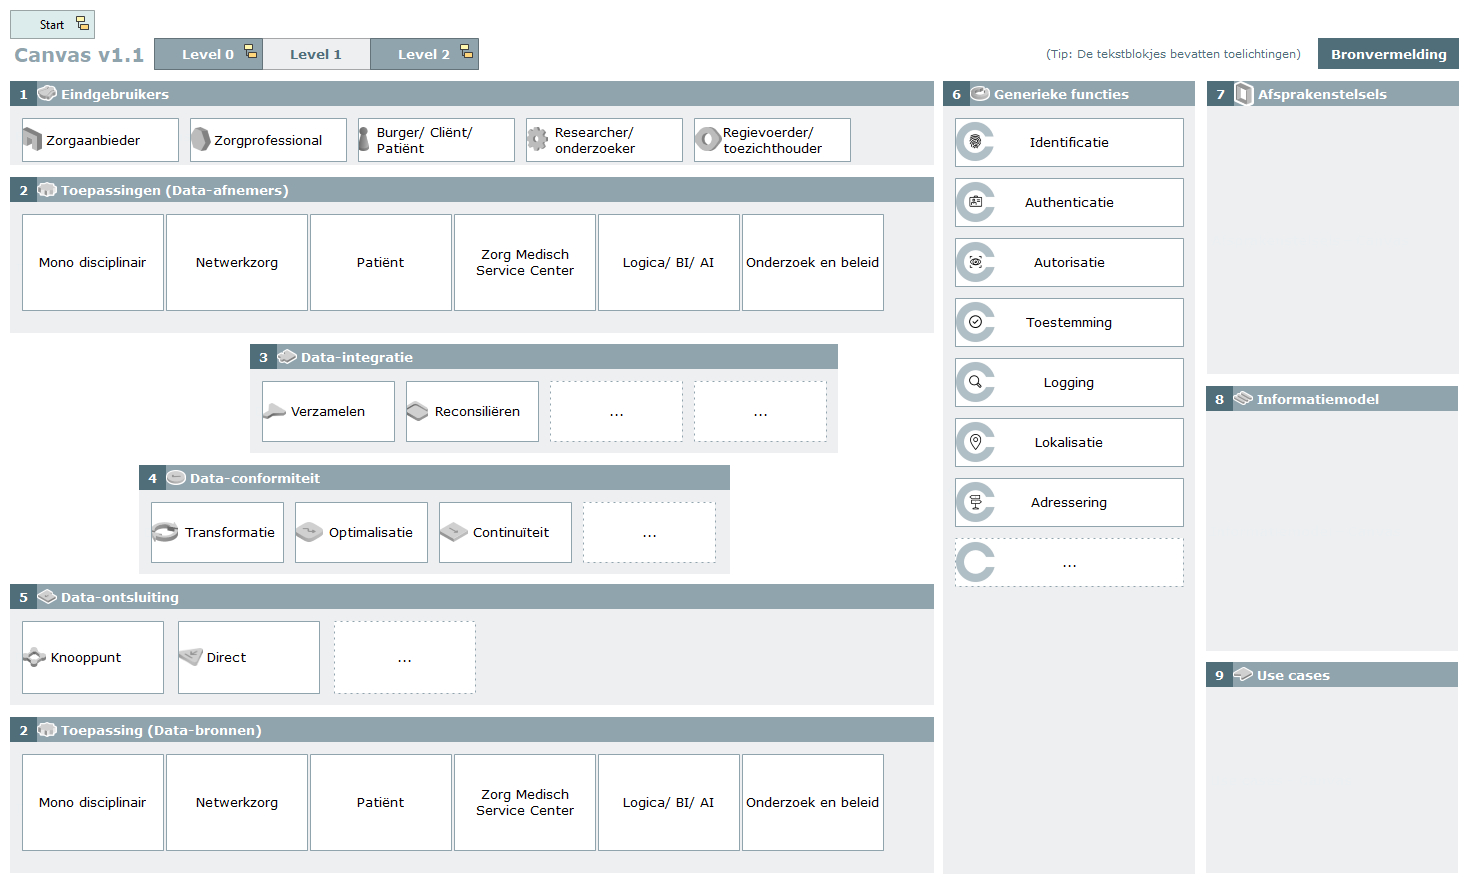 Start
Canvas v1.1
Level 0
Level 1
Level 2
(Tip: De tekstblokjes bevatten toelichtingen)
Bronvermelding
1 Eindgebruikers
Zorgaanbieder
Zorgprofessional
Burger/ Cliënt/
Patiënt
Researcher/
onderzoeker
Regievoerder/
toezichthouder
2 Toepassingen (Data-afnemers)
Mono disciplinair
Netwerkzorg
Patiënt
Zorg Medisch
Service Center
Logica/ BI/ AI
Onderzoek en beleid
3 Data-integratie
Verzamelen
Reconsiliëren
...
...
4 Data-conformiteit
Transformatie
Optimalisatie
Continuïteit
...
5 Data-ontsluiting
Knooppunt
Direct
...
2 Toepassing (Data-bronnen)
Mono disciplinair
Netwerkzorg
Patiënt
Zorg Medisch
Service Center
Logica/ BI/ AI
Onderzoek en beleid
6 Generieke functies
Identificatie
Authenticatie
Autorisatie
Toestemming
Logging
Lokalisatie
Adressering
...
7 Afsprakenstelsels
8 Informatiemodel
9 Use cases